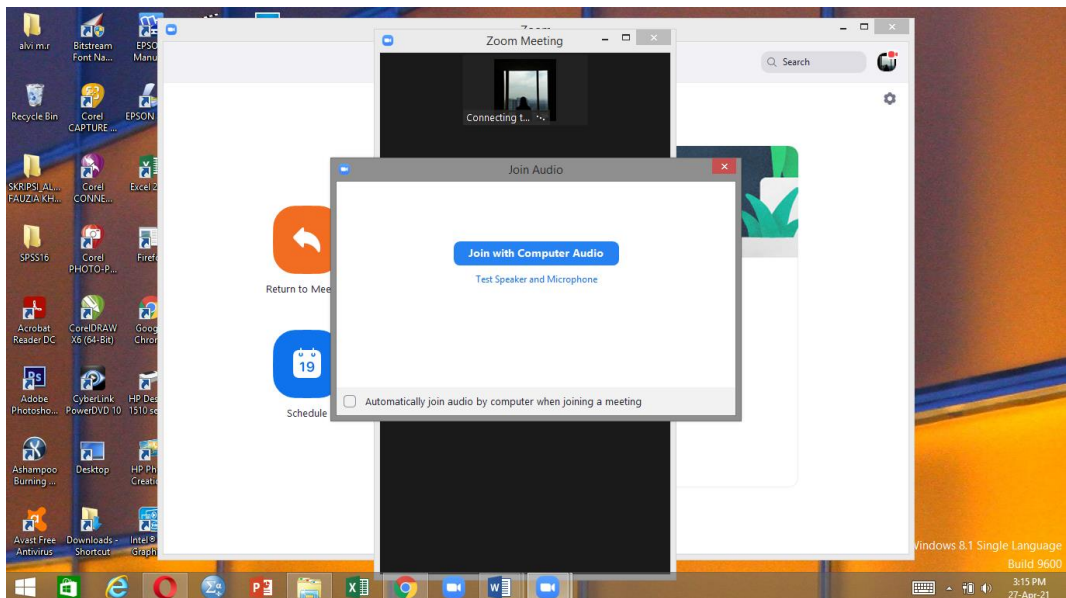 alvi m.r
Bitstream
Font Na...
EPSO
Manu
Recycle Bin
Corel
CAPTURE ...
EPSON
SKRIPSI_AL...
FAUZIA KH...
Corel
CONNE...
Excel 2
SPSS16
Corel
PHOTO-P...
Firef
Acrobat
Reader DC
CorelDRAW
X6 (64-Bit)
Goog
Chror
Adobe
Photosho...
CyberLink
PowerDVD 10
HP Des
1510 se
Ashampoo
Burning ...
Desktop
HP Ph
Creati
Avast Free
Antivirus
Downloads -
Shortcut
Intel®
Graph
Search
Return to Mee
19
Schedule
Zoom Meeting
Connecting t...
Join Audio
Join with Computer Audio
Test Speaker and Microphone
Automatically join audio by computer when joining a meeting
Windows 8.1 Single Language
Build 9600
3:15 PM
27-Apr-21